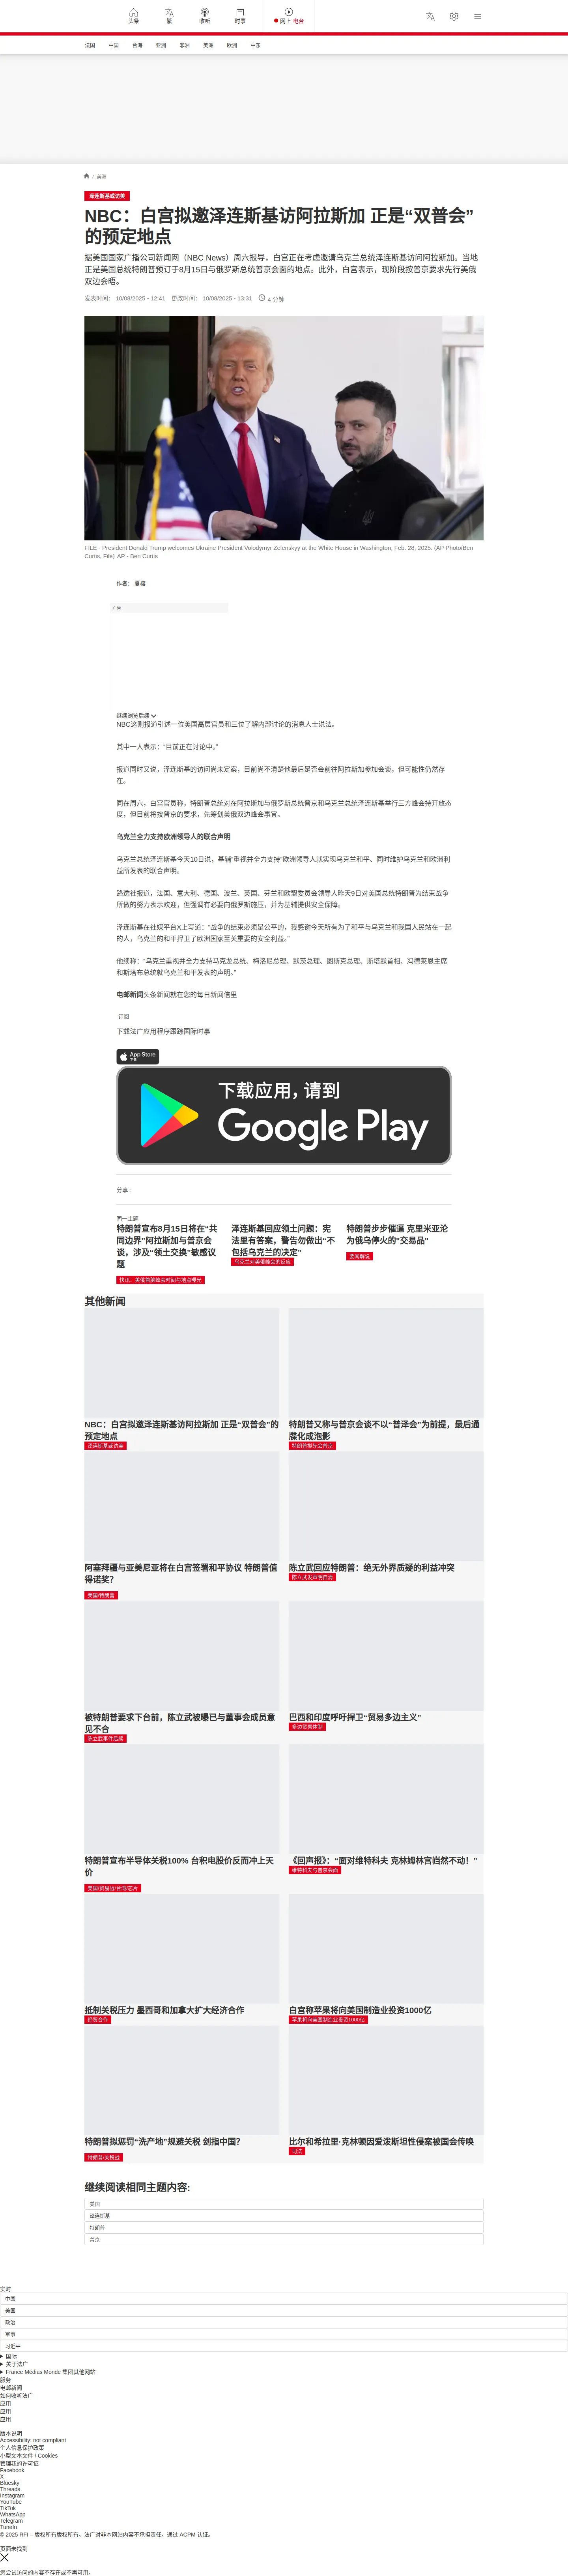 头条
繁
收听
时事
网上 电台
法国
中国
台海
亚洲
非洲
美洲
欧洲
中东
/ 美洲
泽连斯基或访美
NBC：白宫拟邀泽连斯基访阿拉斯加 正是“双普会”
的预定地点
据美国国家广播公司新闻网（NBC News）周六报导，白宫正在考虑邀请乌克兰总统泽连斯基访问阿拉斯加。当地
正是美国总统特朗普预订于8月15日与俄罗斯总统普京会面的地点。此外，白宫表示，现阶段按普京要求先行美俄
双边会晤。
发表时间： 10/08/2025 - 12:41 更改时间： 10/08/2025 - 13:31 4 分钟
FILE - President Donald Trump welcomes Ukraine President Volodymyr Zelenskyy at the White House in Washington, Feb. 28, 2025. (AP Photo/Ben
Curtis, File) AP - Ben Curtis
作者： 夏榕
广告
继续浏览后续
NBC这则报道引述一位美国高层官员和三位了解内部讨论的消息人士说法。
其中一人表示：“目前正在讨论中。”
报道同时又说，泽连斯基的访问尚未定案，目前尚不清楚他最后是否会前往阿拉斯加参加会谈，但可能性仍然存
在。
同在周六，白宫官员称，特朗普总统对在阿拉斯加与俄罗斯总统普京和乌克兰总统泽连斯基举行三方峰会持开放态
度，但目前将按普京的要求，先筹划美俄双边峰会事宜。
乌克兰全力支持欧洲领导人的联合声明
乌克兰总统泽连斯基今天10日说，基辅“重视并全力支持”欧洲领导人就实现乌克兰和平、同时维护乌克兰和欧洲利
益所发表的联合声明。
路透社报道，法国、意大利、德国、波兰、英国、芬兰和欧盟委员会领导人昨天9日对美国总统特朗普为结束战争
所做的努力表示欢迎，但强调有必要向俄罗斯施压，并为基辅提供安全保障。
泽连斯基在社媒平台X上写道：“战争的结束必须是公平的，我感谢今天所有为了和平与乌克兰和我国人民站在一起
的人，乌克兰的和平捍卫了欧洲国家至关重要的安全利益。”
他续称：“乌克兰重视并全力支持马克龙总统、梅洛尼总理、默茨总理、图斯克总理、斯塔默首相、冯德莱恩主席
和斯塔布总统就乌克兰和平发表的声明。”
电邮新闻头条新闻就在您的每日新闻信里
订阅
下载法广应用程序跟踪国际时事
App Store
下载
下载应用，请到
Google Play
分享 :
同一主题
特朗普宣布8月15日将在“共
同边界”阿拉斯加与普京会
谈，涉及“领土交换”敏感议
题
快讯：美俄首脑峰会时间与地点曝光
泽连斯基回应领土问题：宪
法里有答案，警告勿做出“不
包括乌克兰的决定”
乌克兰对美俄峰会的反应
特朗普步步催逼 克里米亚沦
为俄乌停火的"交易品"
要闻解说
其他新闻
NBC：白宫拟邀泽连斯基访阿拉斯加 正是“双普会”的
预定地点
泽连斯基或访美
特朗普又称与普京会谈不以“普泽会”为前提，最后通
牒化成泡影
特朗普拟先会普京
阿塞拜疆与亚美尼亚将在白宫签署和平协议 特朗普值
得诺奖？
美国/特朗普
陈立武回应特朗普：绝无外界质疑的利益冲突
陈立武发声明自清
被特朗普要求下台前，陈立武被曝已与董事会成员意
见不合
陈立武事件后续
巴西和印度呼吁捍卫“贸易多边主义”
多边贸易体制
特朗普宣布半导体关税100% 台积电股价反而冲上天
价
美国/贸易战/台湾/芯片
《回声报》：“面对维特科夫 克林姆林宫岿然不动！”
维特科夫与普京会面
抵制关税压力 墨西哥和加拿大扩大经济合作
经贸合作
白宫称苹果将向美国制造业投资1000亿
苹果将向美国制造业投资1000亿
特朗普拟惩罚“洗产地”规避关税 剑指中国?
特朗普/关税战
比尔和希拉里·克林顿因爱泼斯坦性侵案被国会传唤
司法
继续阅读相同主题内容:
美国
泽连斯基
特朗普
普京
实时
中国
美国
政治
军事
习近平
国际
关于法广
France Médias Monde 集团其他网站
服务
电邮新闻
如何收听法广
应用
应用
应用
版本说明
Accessibility: not compliant
个人信息保护政策
小型文本文件 / Cookies
管理我的许可证
Facebook
X
Bluesky
Threads
Instagram
YouTube
TikTok
WhatsApp
Telegram
TuneIn
© 2025 RFI – 版权所有版权所有。法广对非本网站内容不承担责任。通过 ACPM 认证。
页面未找到
您尝试访问的内容不存在或不再可用。